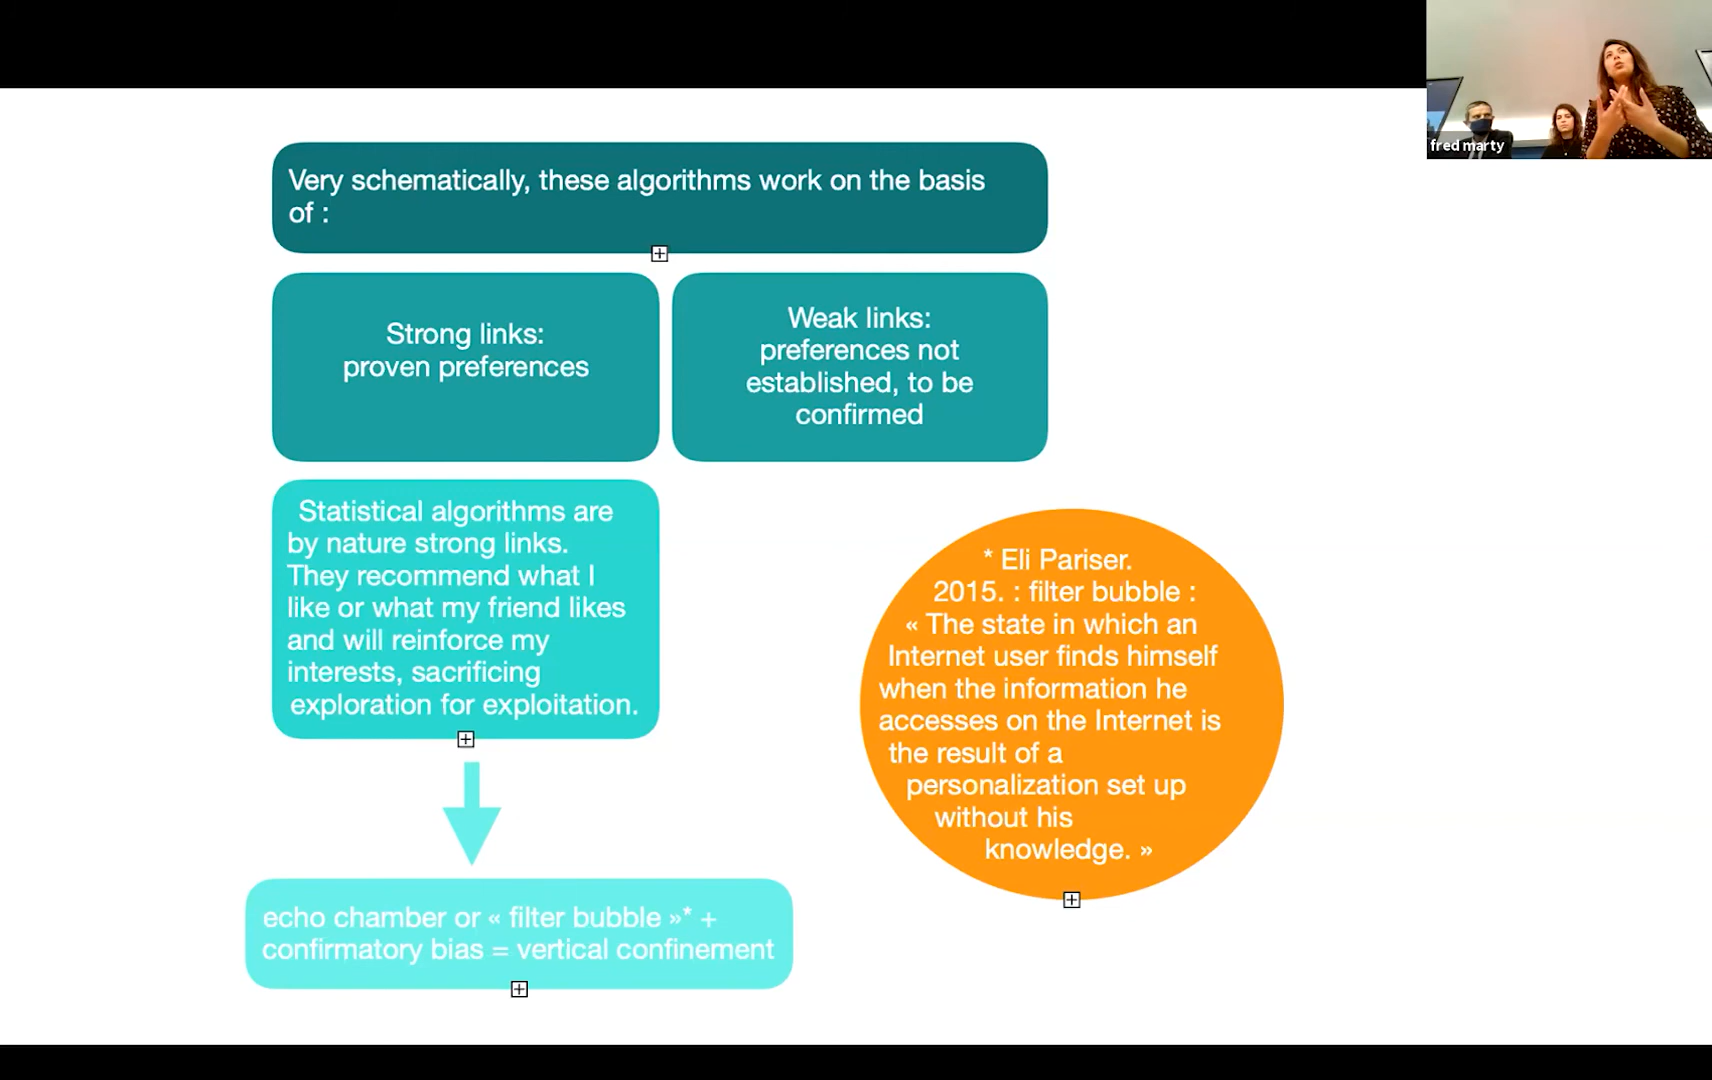 fred marty
Very schematically, these algorithms work on the basis
of :
Strong links:
proven preferences
Weak links:
preferences not
established, to be
confirmed
Statistical algorithms are
by nature strong links.
They recommend what I
like or what my friend likes
and will reinforce my
interests, sacrificing
exploration for exploitation.
* Eli Pariser.
2015. : filter bubble :
« The state in which an
Internet user finds himself
when the information he
accesses on the Internet is
the result of a
personalization set up
without his
knowledge. »
echo chamber or « filter bubble »* +
confirmatory bias = vertical confinement